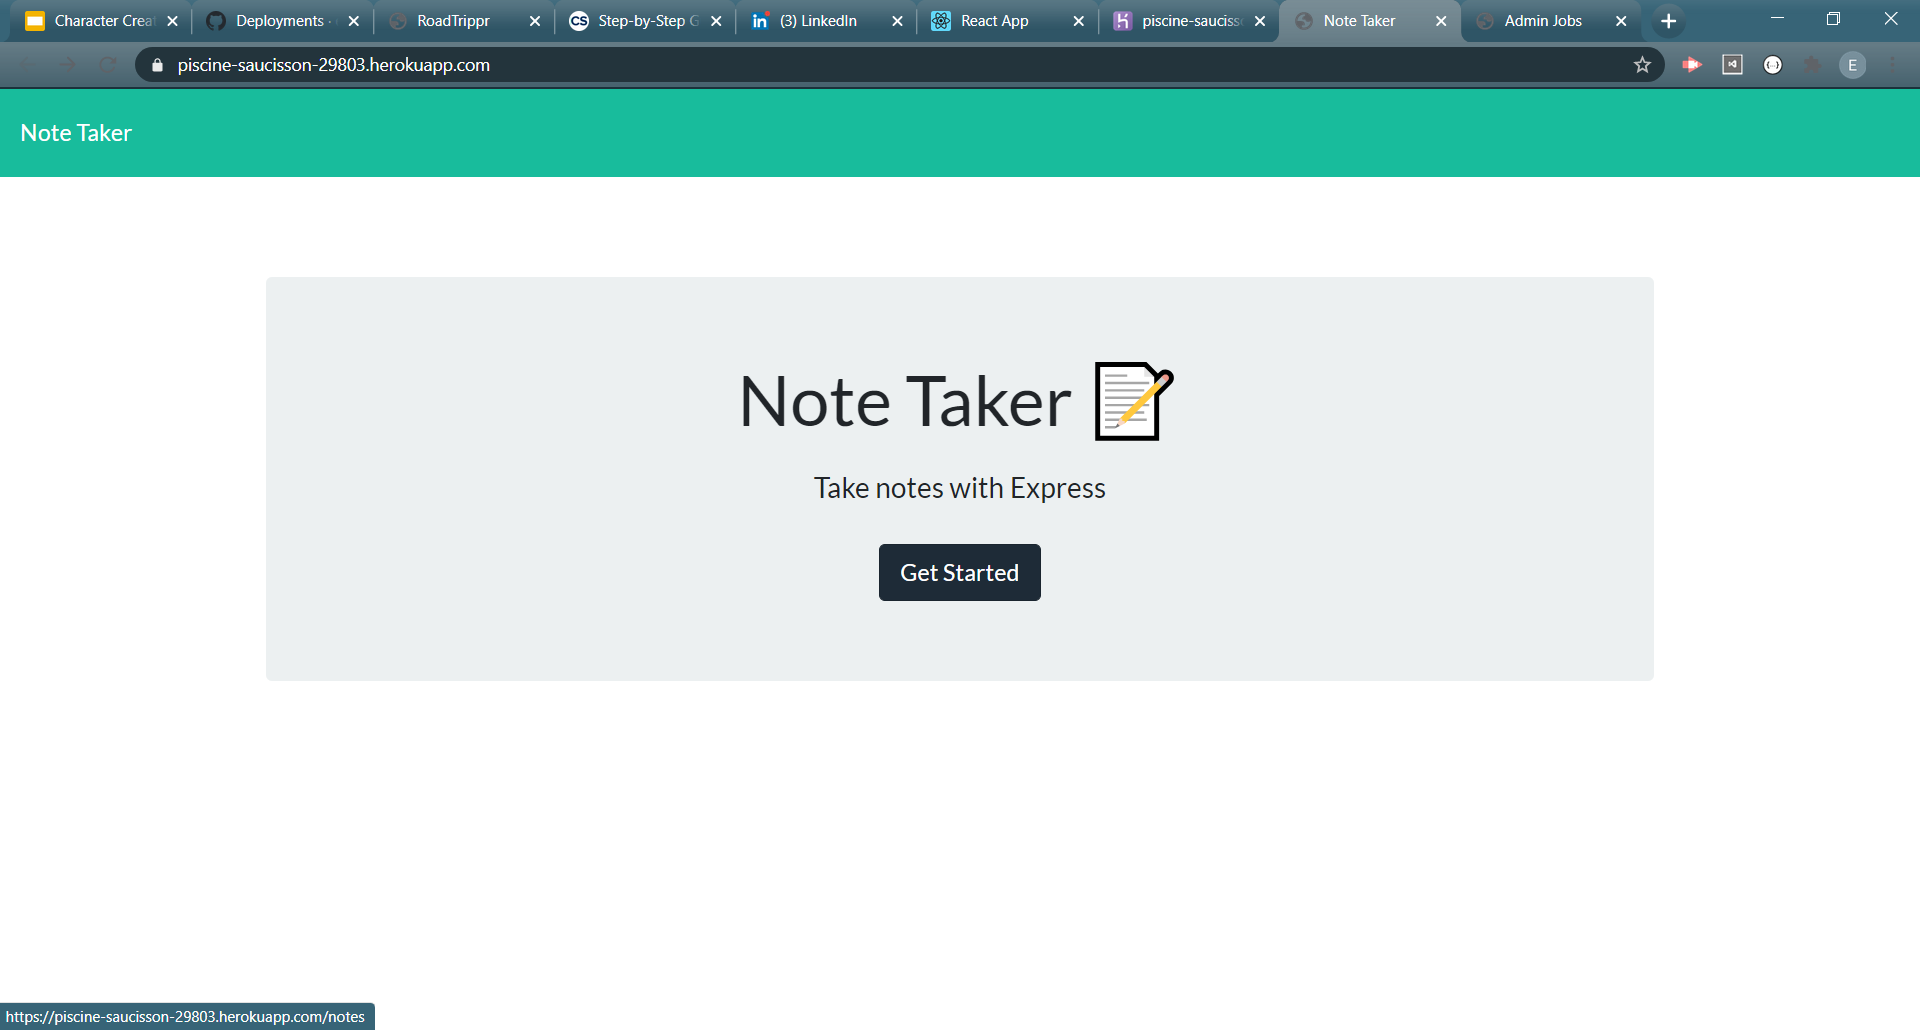 Character Crea
Deployments ·
RoadTrippr
CS
Step-by-Step G
in
(3) LinkedIn
React App
piscine-sauciss
Note Taker
Admin Jobs
piscine-saucisson-29803.herokuapp.com
E
Note Taker
Note Taker
Take notes with Express
Get Started
https://piscine-saucisson-29803.herokuapp.com/notes